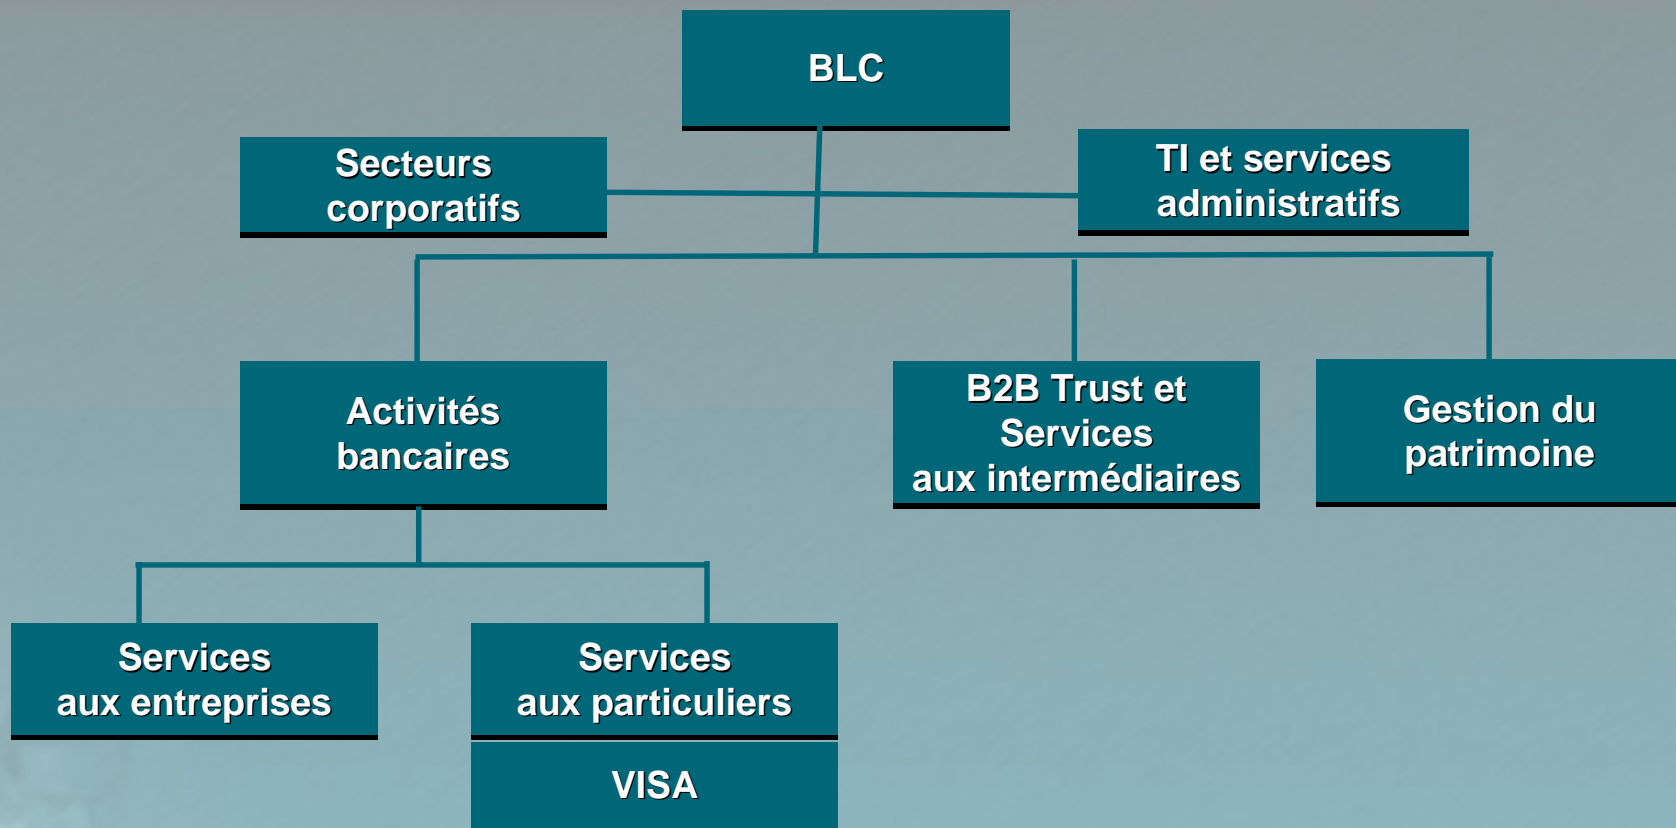 BLC
Secteurs
corporatifs
TI et services
administratifs
Activités
bancaires
B2B Trust et
Services
aux intermédiaires
Gestion du
patrimoine
Services
aux entreprises
Services
aux particuliers
VISA